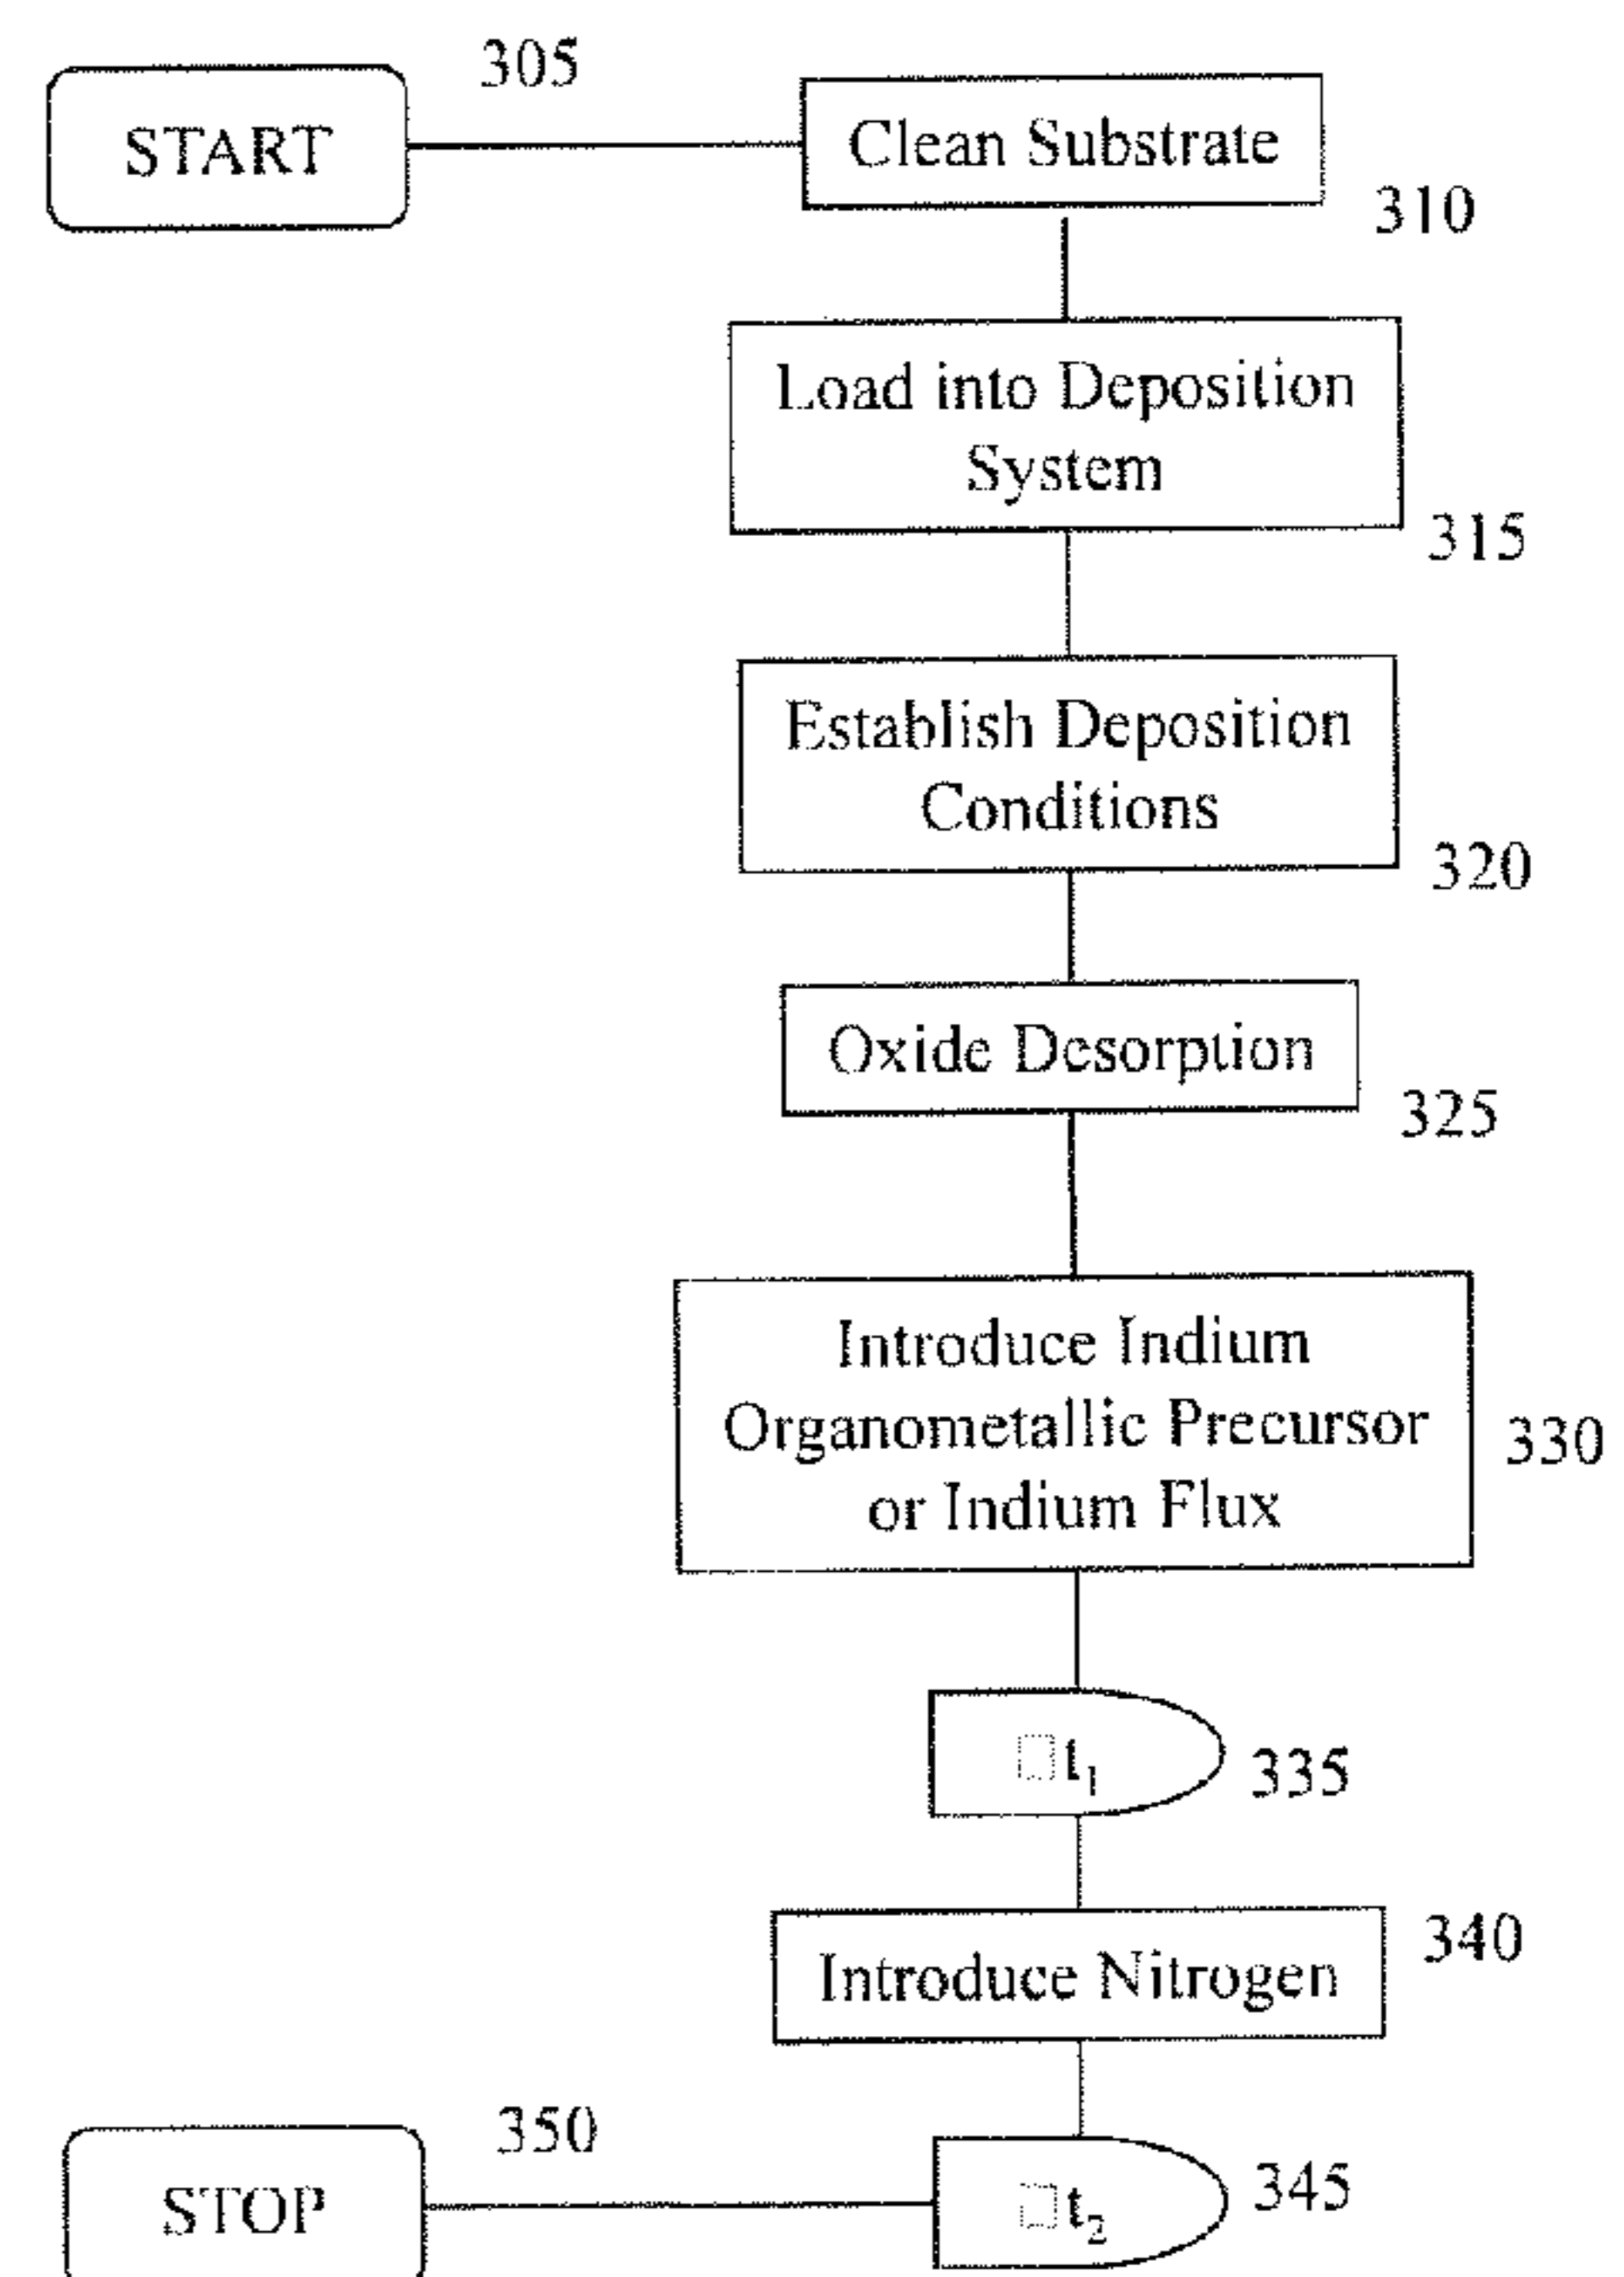 305
START
Clean Substrate
310
Load into Deposition
System
315
Establish Deposition
Conditions
320
Oxide Desorption
325
Introduce Indium
Organometallic Precursor
or Indium Flux
330
□t₁
335
340
Introduce Nitrogen
350
STOP
□t₂
345